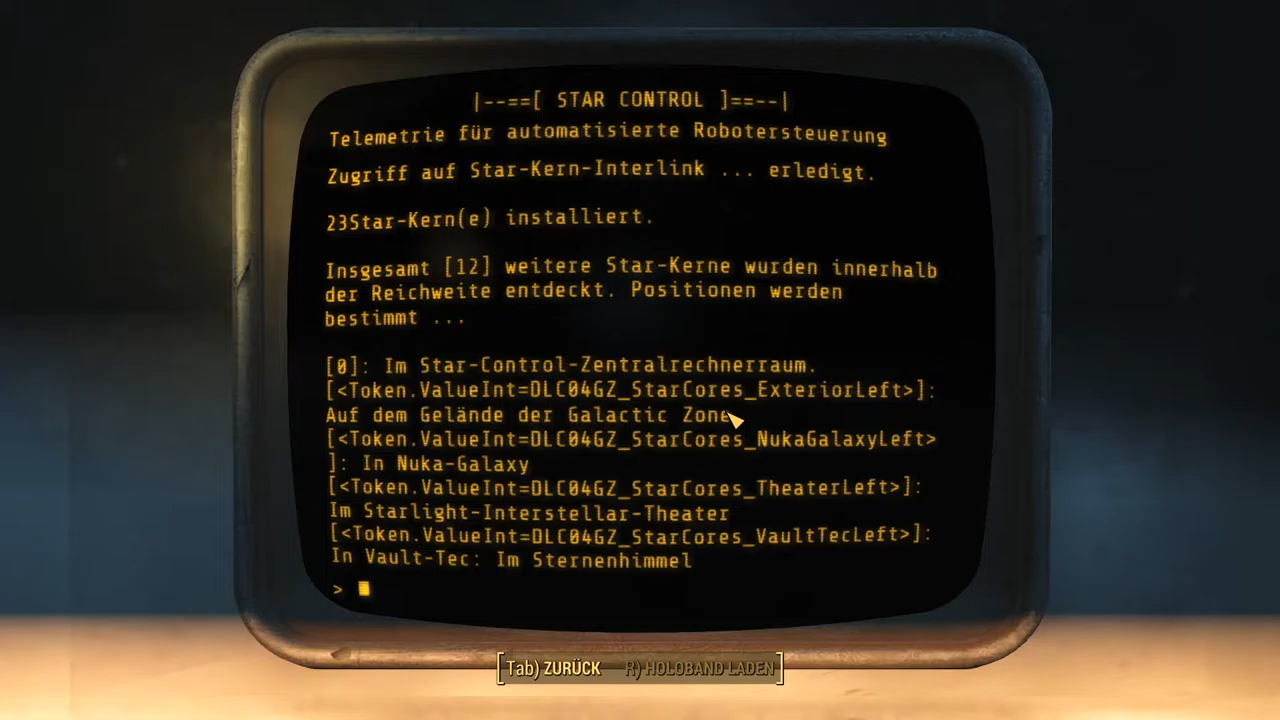 |--==[ STAR CONTROL ]==--|
Telemetrie für automatisierte Robotersteuerung
Zugriff auf Star-Kern-Interlink ... erledigt.
23Star-Kern(e) installiert.
Insgesamt [12] weitere Star-Kerne wurden innerhalb
der Reichweite entdeckt. Positionen werden
bestimmt ...
[0]: Im Star-Control-Zentralrechnerraum.
[<Token.ValueInt=DLC04GZ_StarCores_ExteriorLeft>]:
Auf dem Gelände der Galactic Zone
[<Token.ValueInt=DLC04GZ_StarCores_NukaGalaxyLeft>
]: In Nuka-Galaxy
[<Token.ValueInt=DLC04GZ_StarCores_TheaterLeft>]:
Im Starlight-Interstellar-Theater
[<Token.ValueInt=DLC04GZ_StarCores_VaultTecLeft>]:
In Vault-Tec: Im Sternenhimmel
>
[Tab) ZURÜCK R) HOLOBAND LADEN]